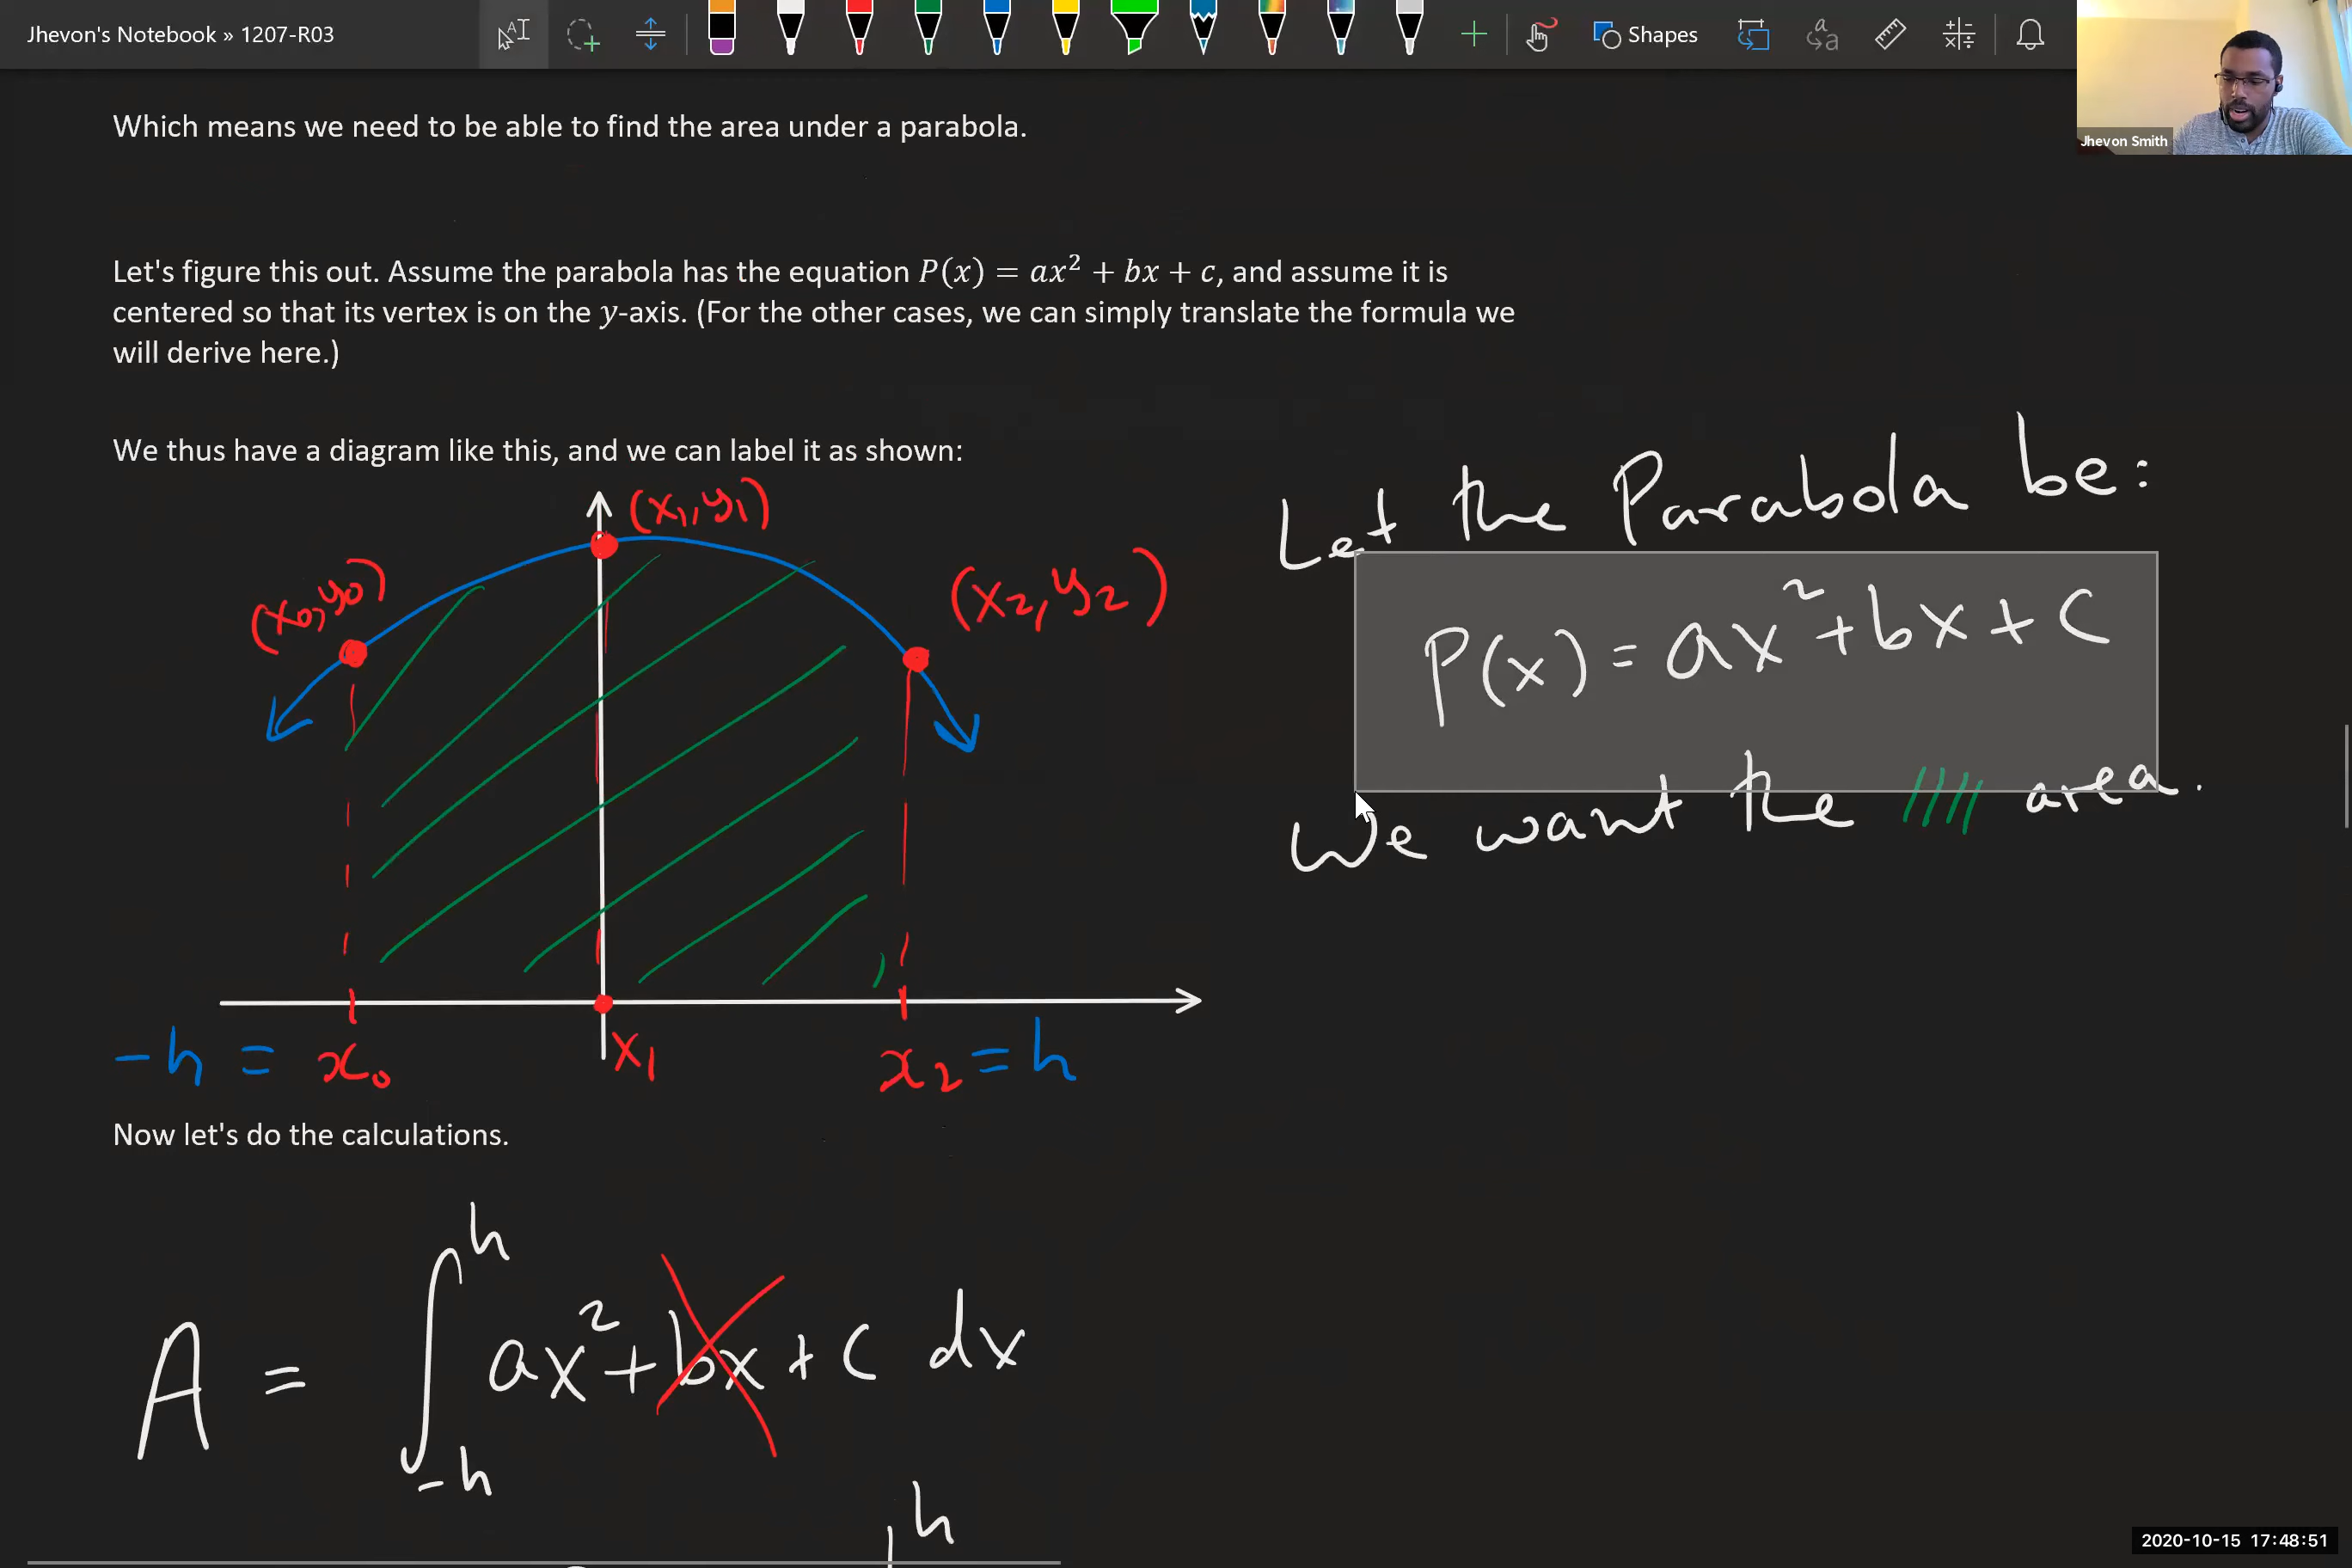 Jhevon's Notebook » 1207-R03
Shapes
Jhevon Smith
Which means we need to be able to find the area under a parabola.
Let's figure this out. Assume the parabola has the equation P(x) = ax² + bx + c, and assume it is
centered so that its vertex is on the y-axis. (For the other cases, we can simply translate the formula we
will derive here.)
We thus have a diagram like this, and we can label it as shown:
(x₁,y₁)
(x₀,y₀)
(x₂,y₂)
-h = x₀
x₁
x₂ = h
Let the Parabola be:
P(x) = ax² + bx + c
We want the //// area.
Now let's do the calculations.
A = ∫_{-h}^{h} ax² + bx + c dx
h
2020-10-15 17:48:51